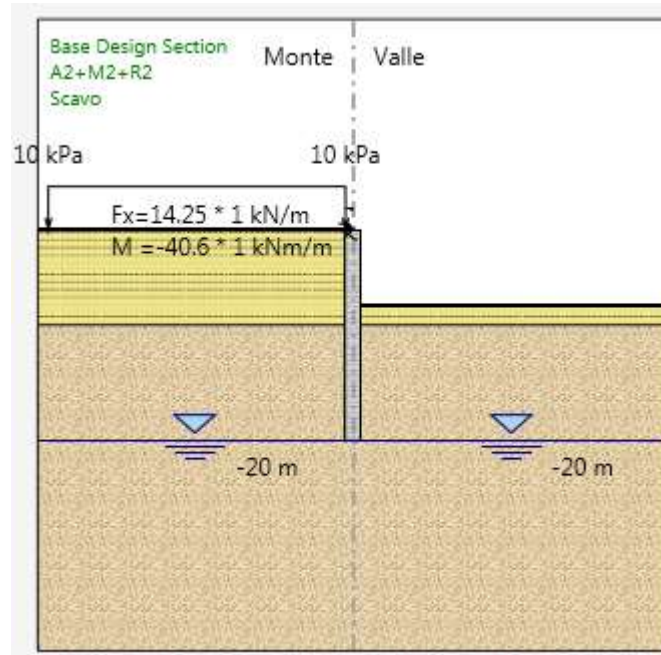 Base Design Section
A2+M2+R2
Scavo
Monte
Valle
10 kPa
10 kPa
Fx=14.25 * 1 kN/m
M =-40.6 * 1 kNm/m
-20 m
-20 m